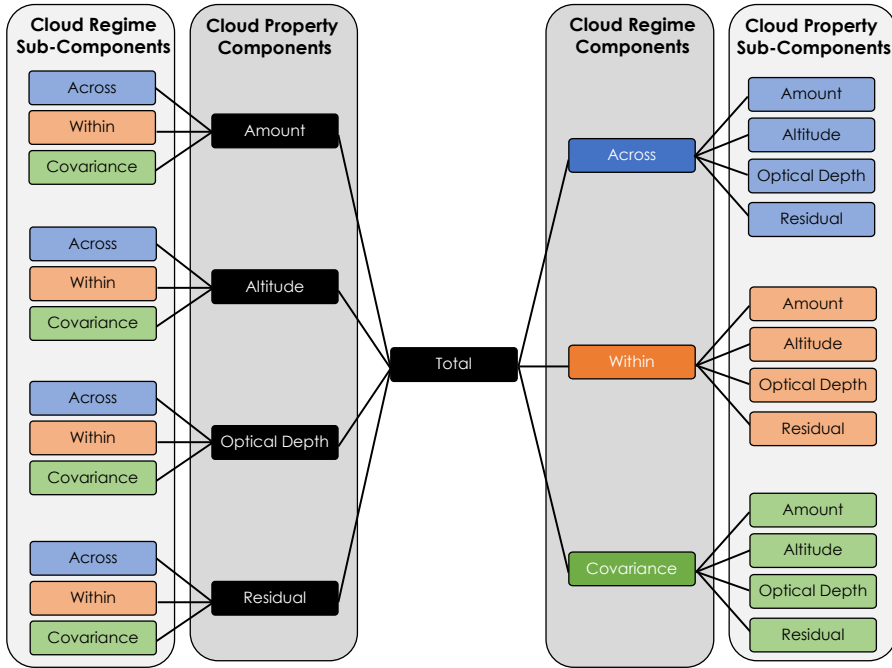 Cloud Regime
Sub-Components
Across
Within
Covariance
Across
Within
Covariance
Across
Within
Covariance
Across
Within
Covariance
Cloud Property
Components
Amount
Altitude
Optical Depth
Residual
Total
Cloud Regime
Components
Across
Within
Covariance
Cloud Property
Sub-Components
Amount
Altitude
Optical Depth
Residual
Amount
Altitude
Optical Depth
Residual
Amount
Altitude
Optical Depth
Residual